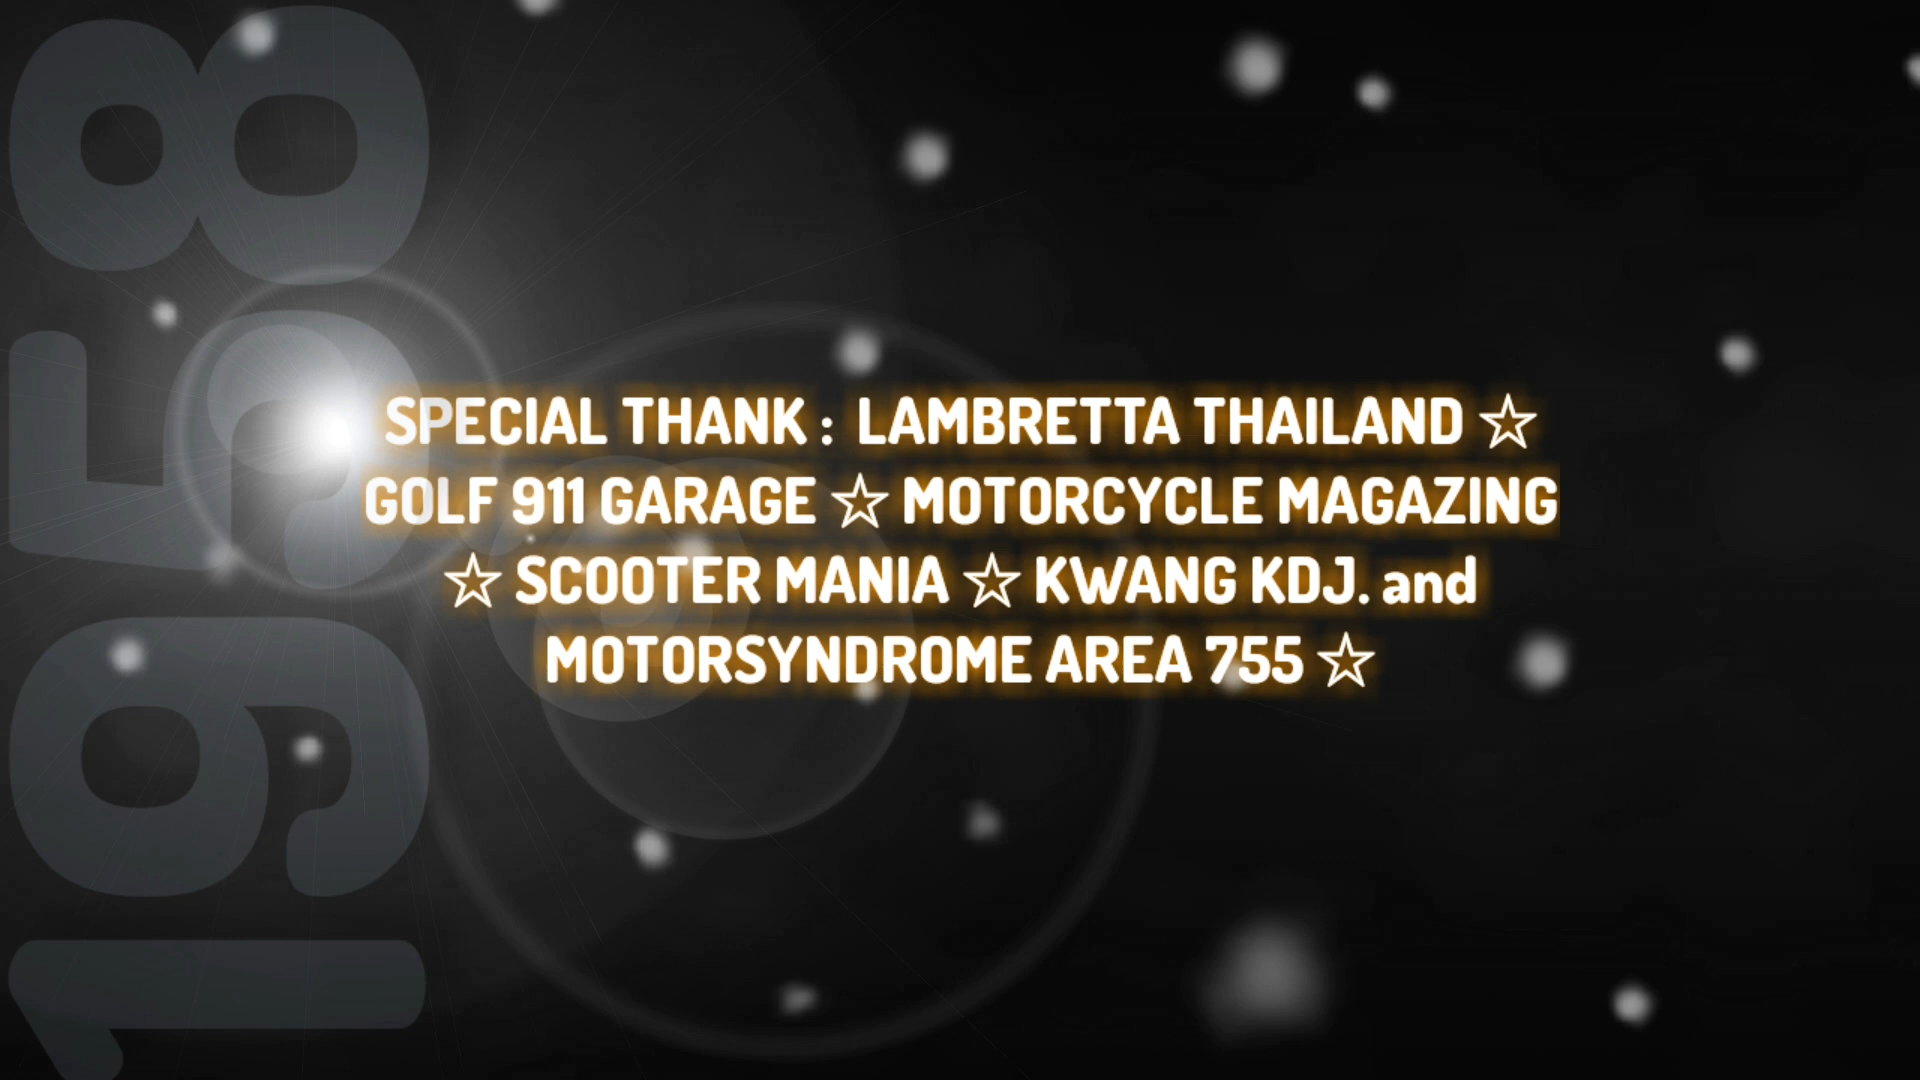 1958
SPECIAL THANK : LAMBRETTA THAILAND ☆
GOLF 911 GARAGE ☆ MOTORCYCLE MAGAZING
☆ SCOOTER MANIA ☆ KWANG KDJ. and
MOTORSYNDROME AREA 755 ☆